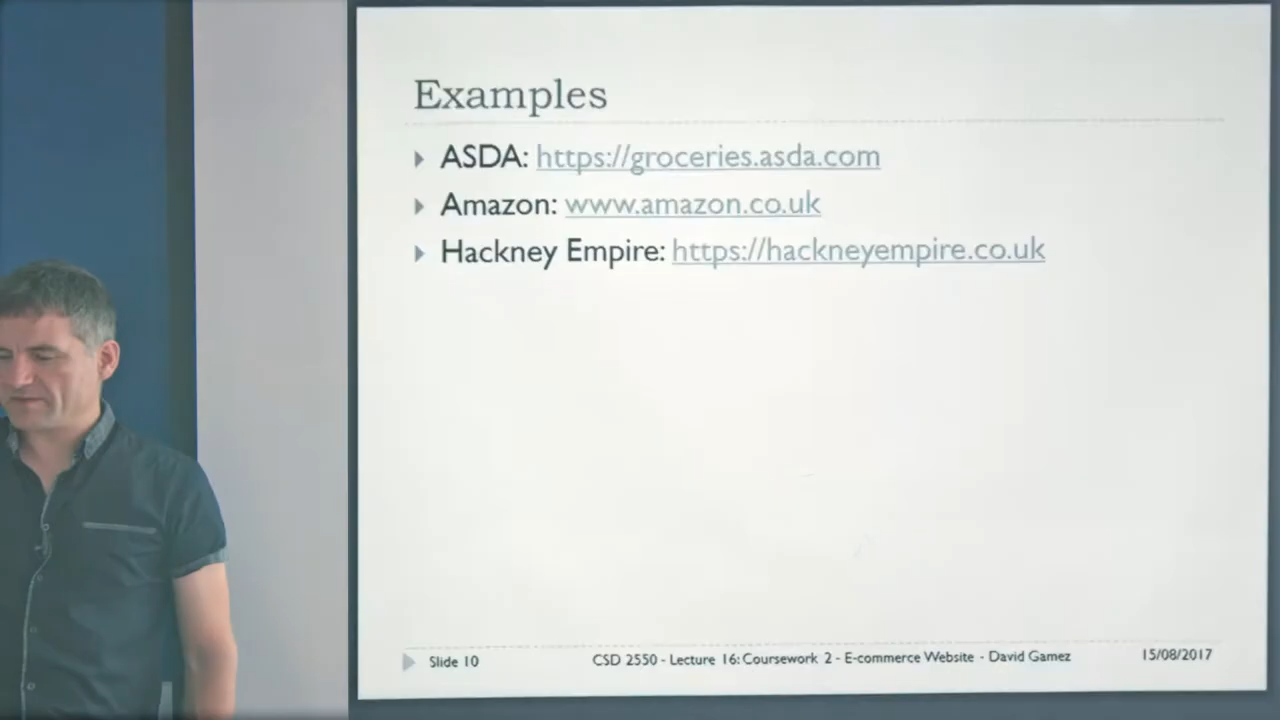 Examples
ASDA: https://groceries.asda.com
Amazon: www.amazon.co.uk
Hackney Empire: https://hackneyempire.co.uk
Slide 10 CSD 2550 - Lecture 16: Coursework 2 - E-commerce Website - David Gamez 15/08/2017